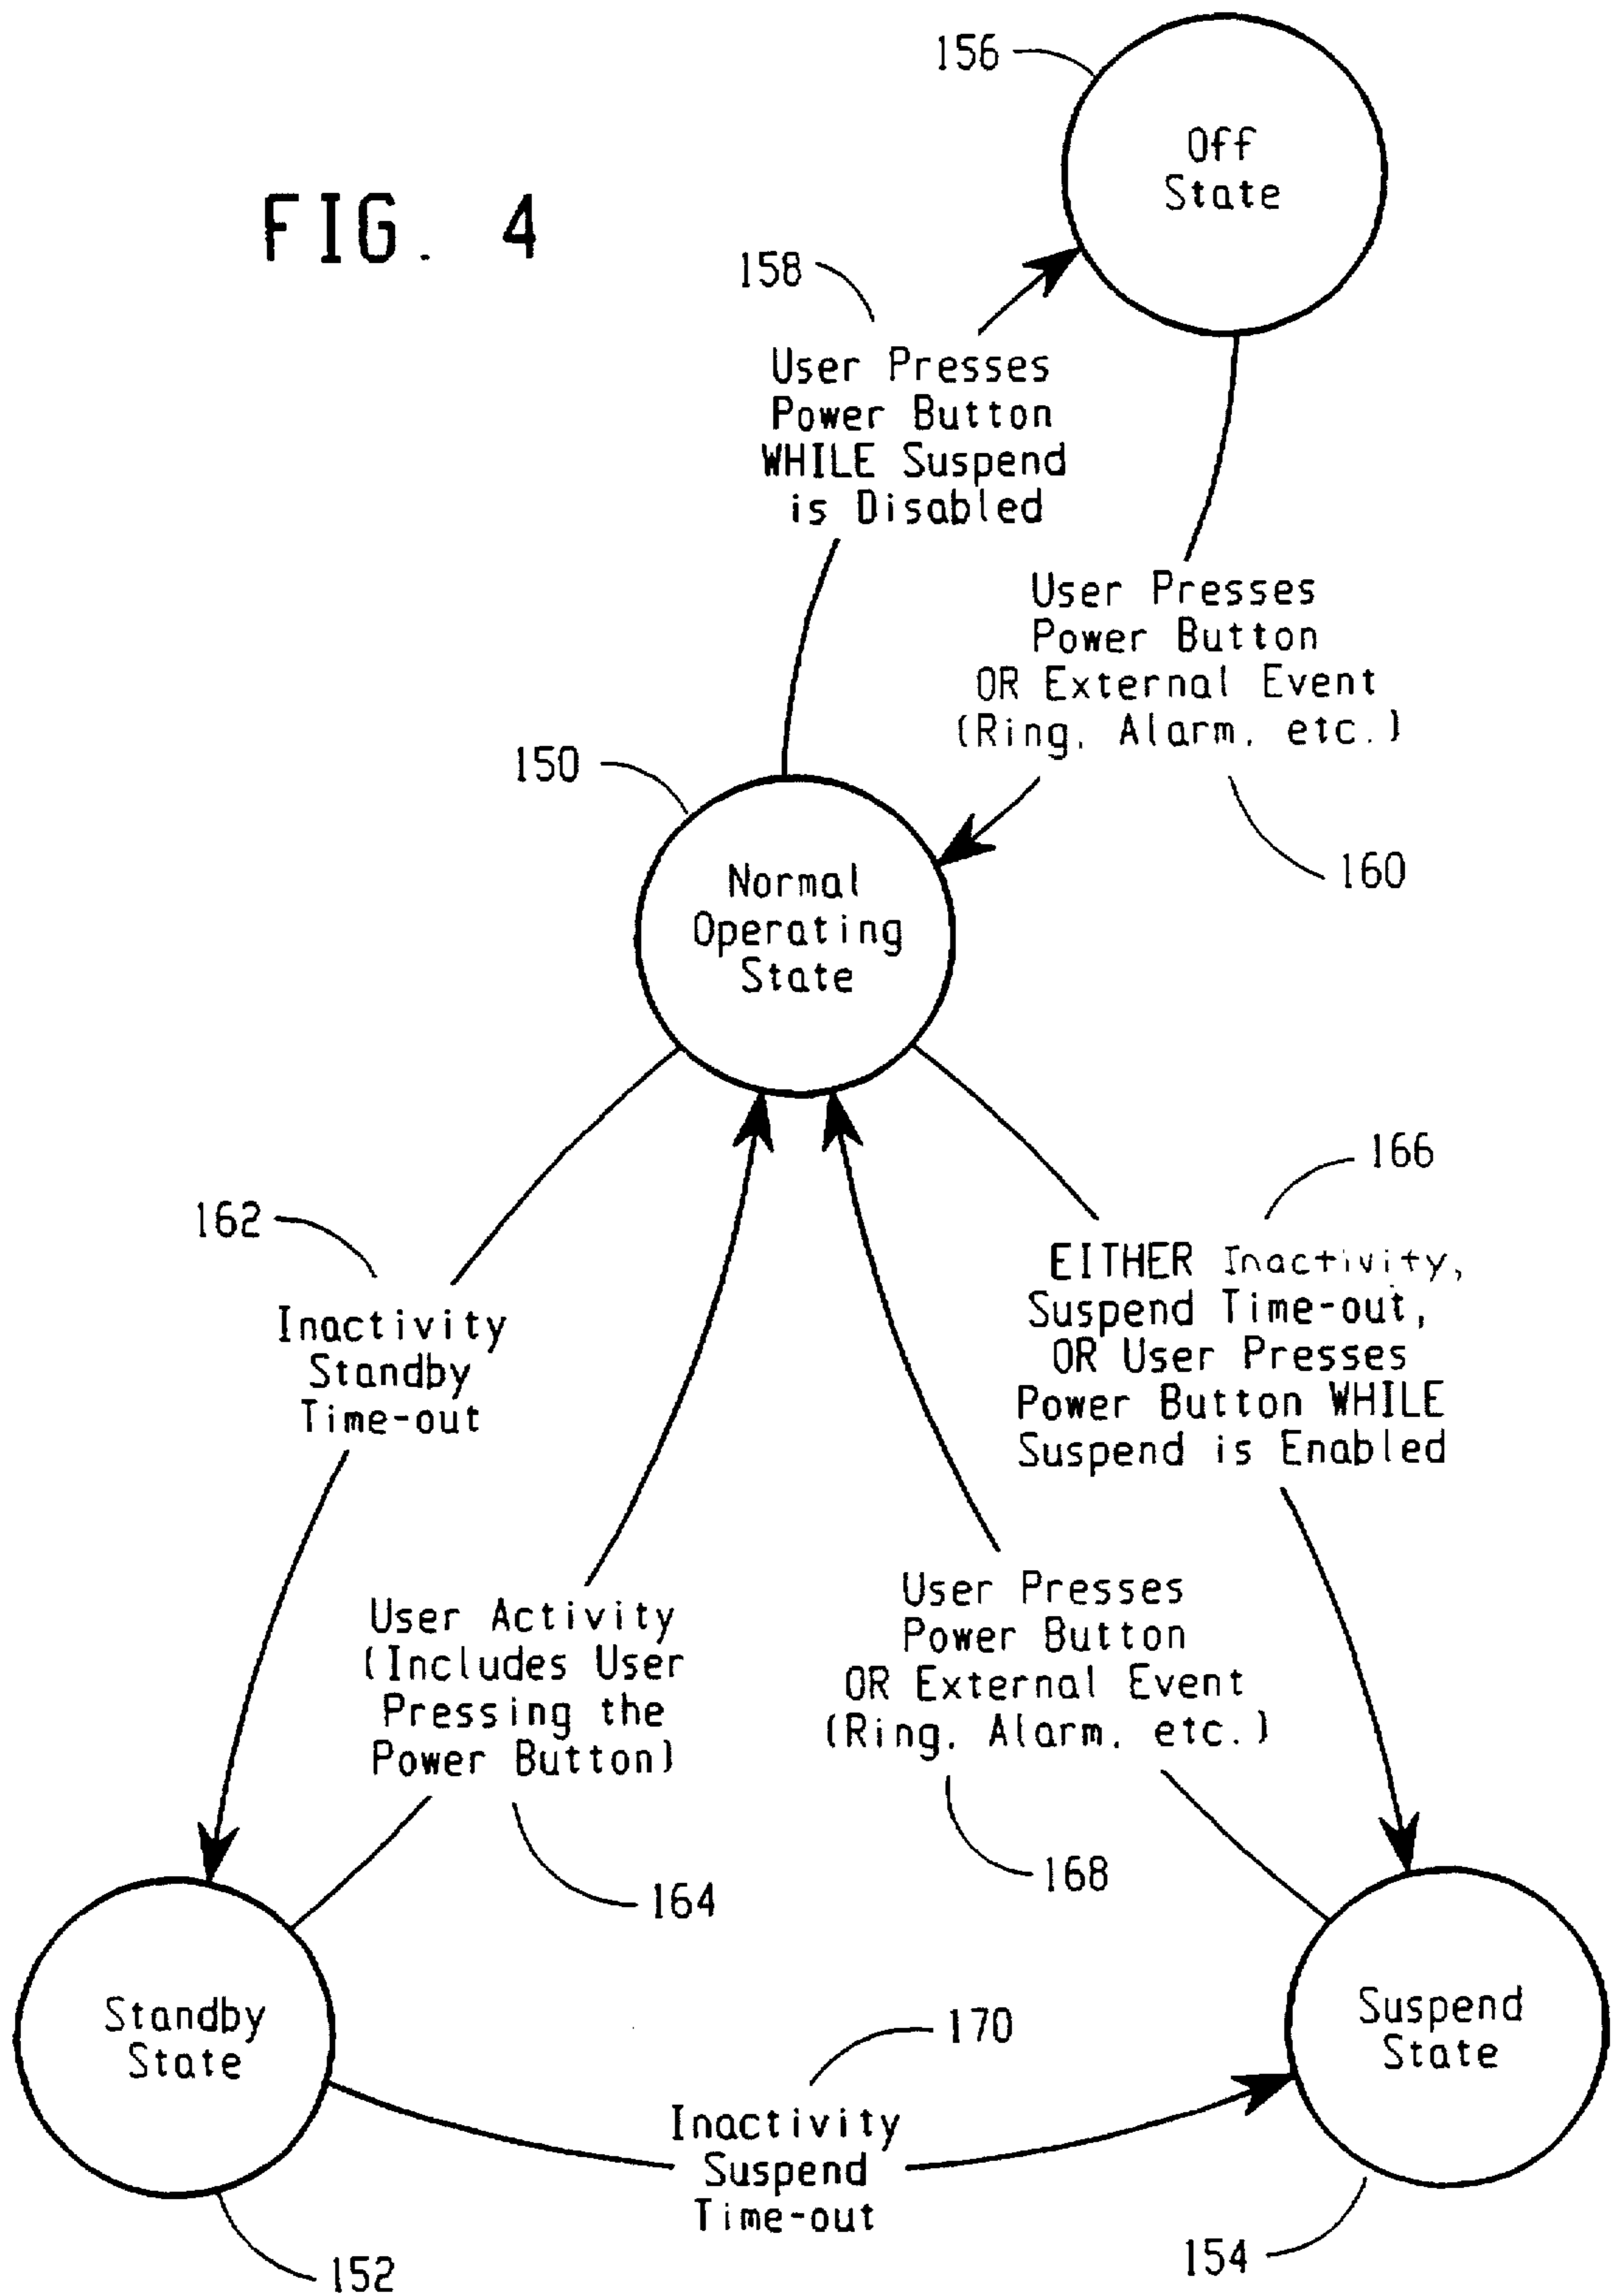 156
Off
State
FIG. 4
158
User Presses
Power Button
WHILE Suspend
is Disabled
User Presses
Power Button
OR External Event
(Ring, Alarm, etc.)
150
160
Normal
Operating
State
166
162
EITHER Inactivity,
Suspend Time-out,
OR User Presses
Power Button WHILE
Suspend is Enabled
Inactivity
Standby
Time-out
User Activity
(Includes User
Pressing the
Power Button)
User Presses
Power Button
OR External Event
(Ring, Alarm, etc.)
168
164
Standby
State
170
Suspend
State
Inactivity
Suspend
Time-out
152
154